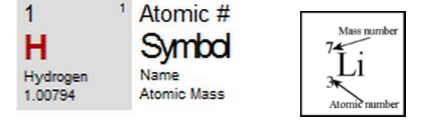 1 1 Atomic #
H Symbol
Hydrogen Name
1.00794 Atomic Mass
Mass number
7
Li
3
Atomic number